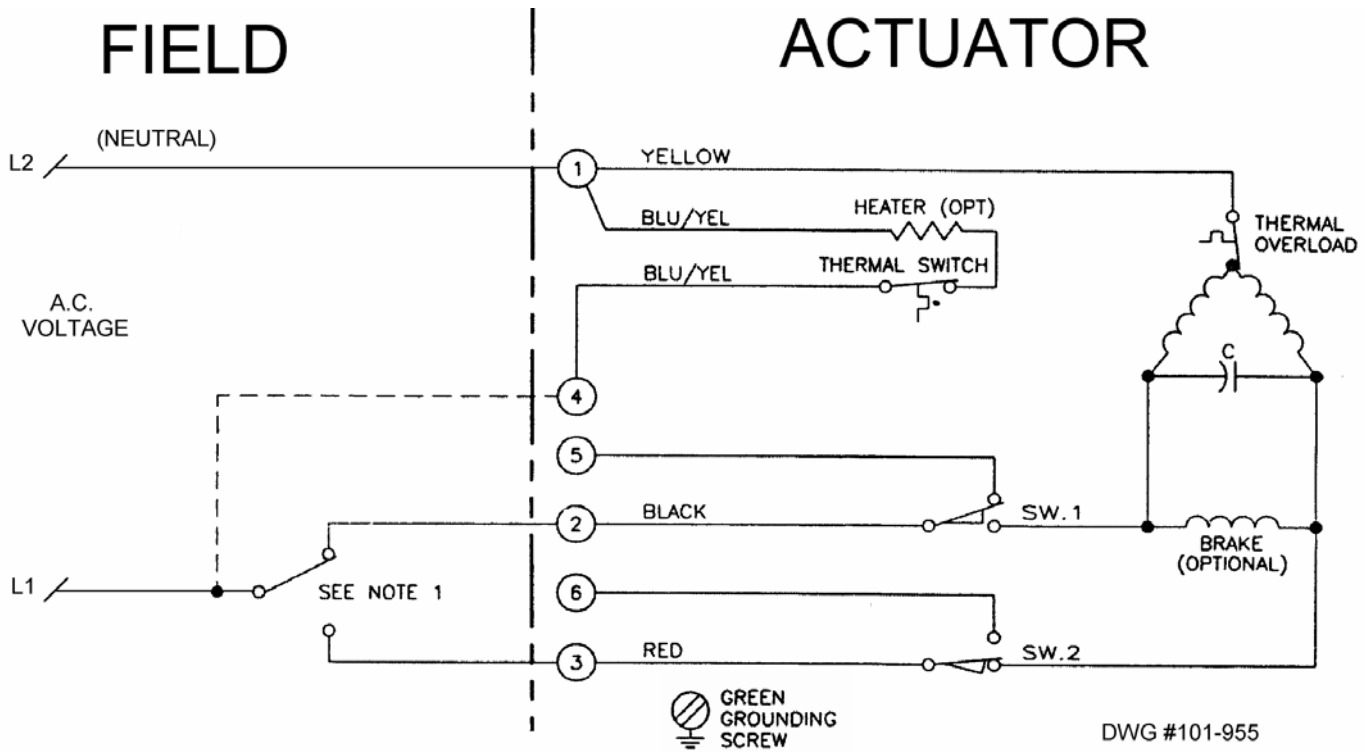 FIELD
ACTUATOR
(NEUTRAL)
L2
1
YELLOW
BLU/YEL
HEATER (OPT)
THERMAL
OVERLOAD
THERMAL SWITCH
BLU/YEL
A.C.
VOLTAGE
C
4
5
2
BLACK
SW.1
BRAKE
(OPTIONAL)
L1
SEE NOTE 1
6
3
RED
SW.2
GREEN
GROUNDING
SCREW
DWG #101-955